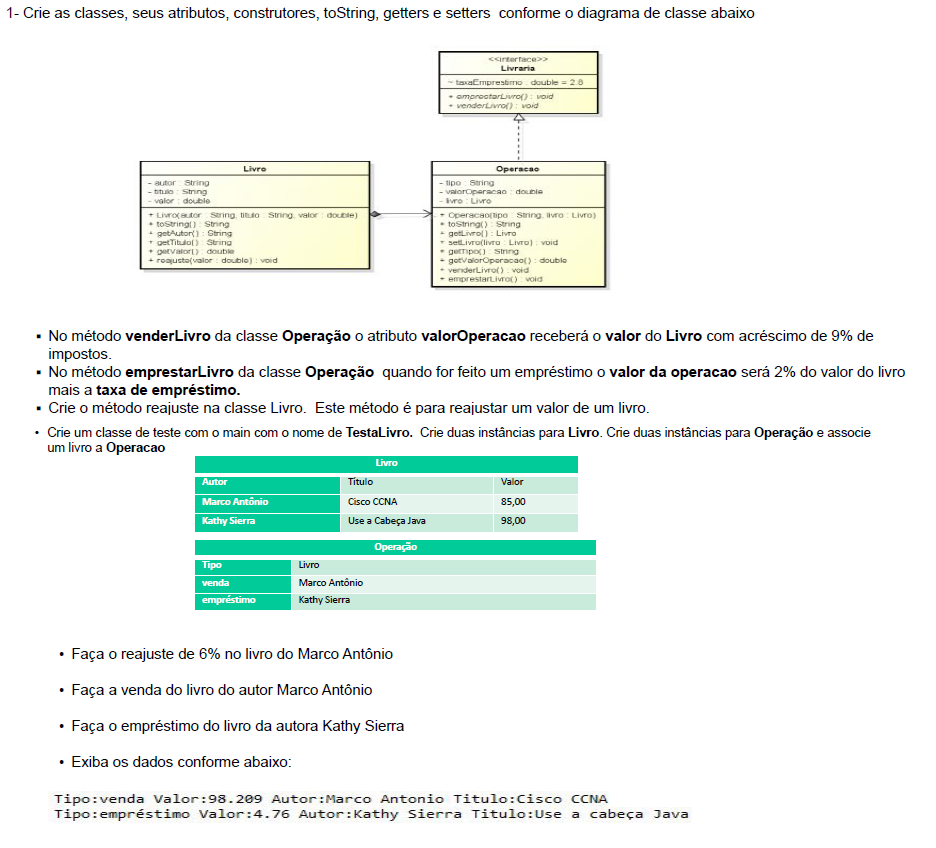 1- Crie as classes, seus atributos, construtores, toString, getters e setters  conforme o diagrama de classe abaixo
<<interface>>
Livraria
~ taxaEmprestimo : double = 2.8
+ emprestarLivro() : void
+ venderLivro() : void
Livro
- autor : String
- titulo : String
- valor : double
+ Livro(autor : String, titulo : String, valor : double)
+ toString() : String
+ getAutor() : String
+ getTitulo() : String
+ getValor() : double
+ reajuste(valor : double) : void
Operacao
- tipo : String
- valorOperacao : double
- livro : Livro
+ Operacao(tipo : String, livro : Livro)
+ toString() : String
+ getLivro() : Livro
+ setLivro(livro : Livro) : void
+ getTipo() : String
+ getValorOperacao() : double
+ venderLivro() : void
+ emprestarLivro() : void
▪ No método venderLivro da classe Operação o atributo valorOperacao receberá o valor do Livro com acréscimo de 9% de
impostos.
▪ No método emprestarLivro da classe Operação  quando for feito um empréstimo o valor da operacao será 2% do valor do livro
mais a taxa de empréstimo.
▪ Crie o método reajuste na classe Livro.  Este método é para reajustar um valor de um livro.
• Crie um classe de teste com o main com o nome de TestaLivro.  Crie duas instâncias para Livro. Crie duas instâncias para Operação e associe
um livro a Operacao
Livro
Autor Título Valor
Marco Antônio Cisco CCNA 85,00
Kathy Sierra Use a Cabeça Java 98,00
Operação
Tipo Livro
venda Marco Antônio
empréstimo Kathy Sierra
• Faça o reajuste de 6% no livro do Marco Antônio
• Faça a venda do livro do autor Marco Antônio
• Faça o empréstimo do livro da autora Kathy Sierra
• Exiba os dados conforme abaixo:
Tipo:venda Valor:98.209 Autor:Marco Antonio Titulo:Cisco CCNA
Tipo:empréstimo Valor:4.76 Autor:Kathy Sierra Titulo:Use a cabeça Java